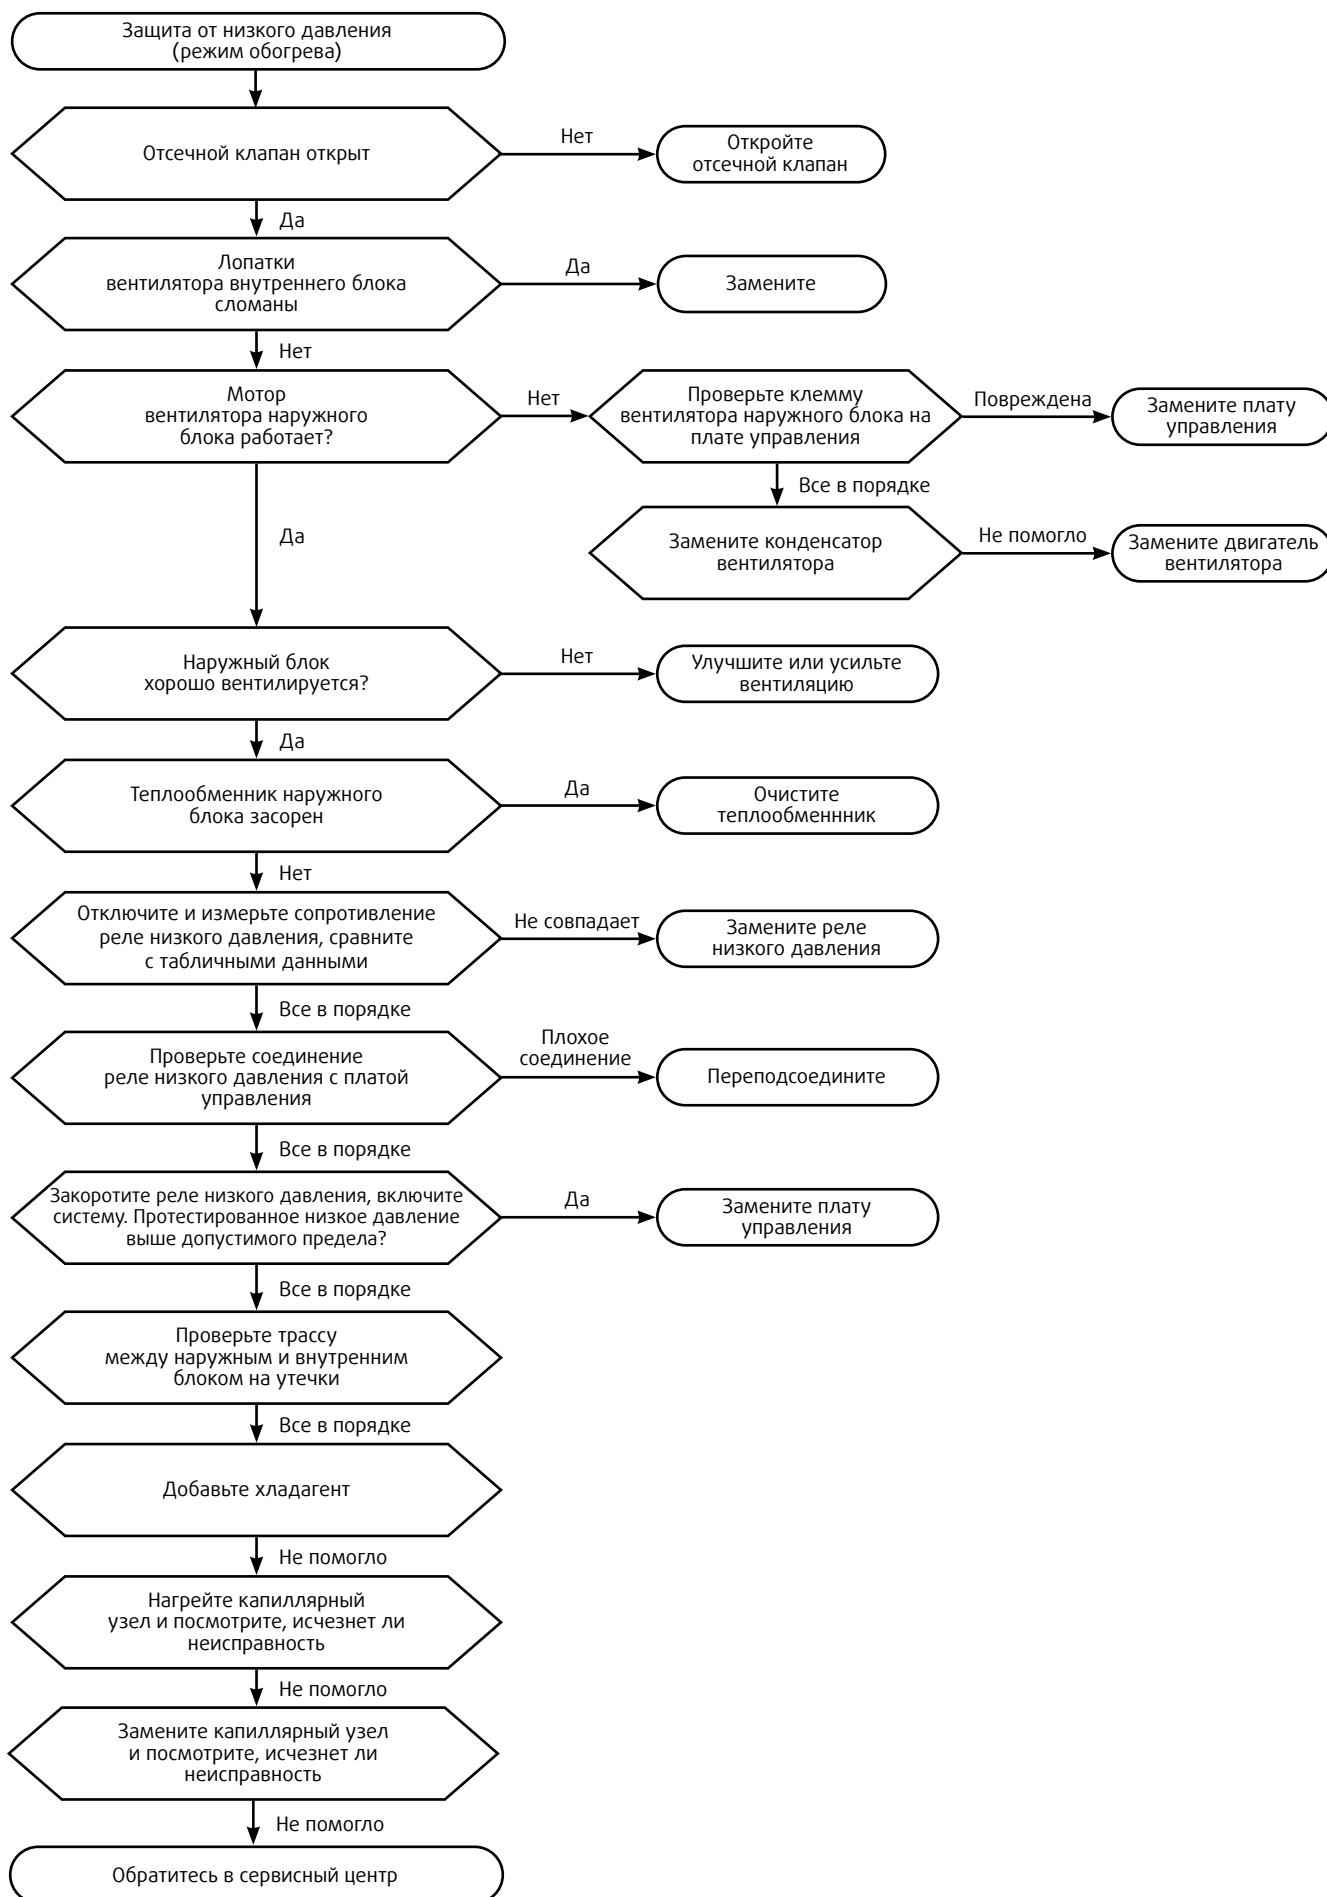 Защита от низкого давления
(режим обогрева)
Отсечной клапан открыт
Нет
Откройте
отсечной клапан
Да
Лопатки
вентилятора внутреннего блока
сломаны
Да
Замените
Нет
Мотор
вентилятора наружного
блока работает?
Нет
Проверьте клемму
вентилятора наружного блока на
плате управления
Повреждена
Замените плату
управления
Все в порядке
Да
Замените конденсатор
вентилятора
Не помогло
Замените двигатель
вентилятора
Наружный блок
хорошо вентилируется?
Нет
Улучшите или усильте
вентиляцию
Да
Теплообменник наружного
блока засорен
Да
Очистите
теплообменнник
Нет
Отключите и измерьте сопротивление
реле низкого давления, сравните
с табличными данными
Не совпадает
Замените реле
низкого давления
Все в порядке
Проверьте соединение
реле низкого давления с платой
управления
Плохое
соединение
Переподсоедините
Все в порядке
Закоротите реле низкого давления, включите
систему. Протестированное низкое давление
выше допустимого предела?
Да
Замените плату
управления
Все в порядке
Проверьте трассу
между наружным и внутренним
блоком на утечки
Все в порядке
Добавьте хладагент
Не помогло
Нагрейте капиллярный
узел и посмотрите, исчезнет ли
неисправность
Не помогло
Замените капиллярный узел
и посмотрите, исчезнет ли
неисправность
Не помогло
Обратитесь в сервисный центр